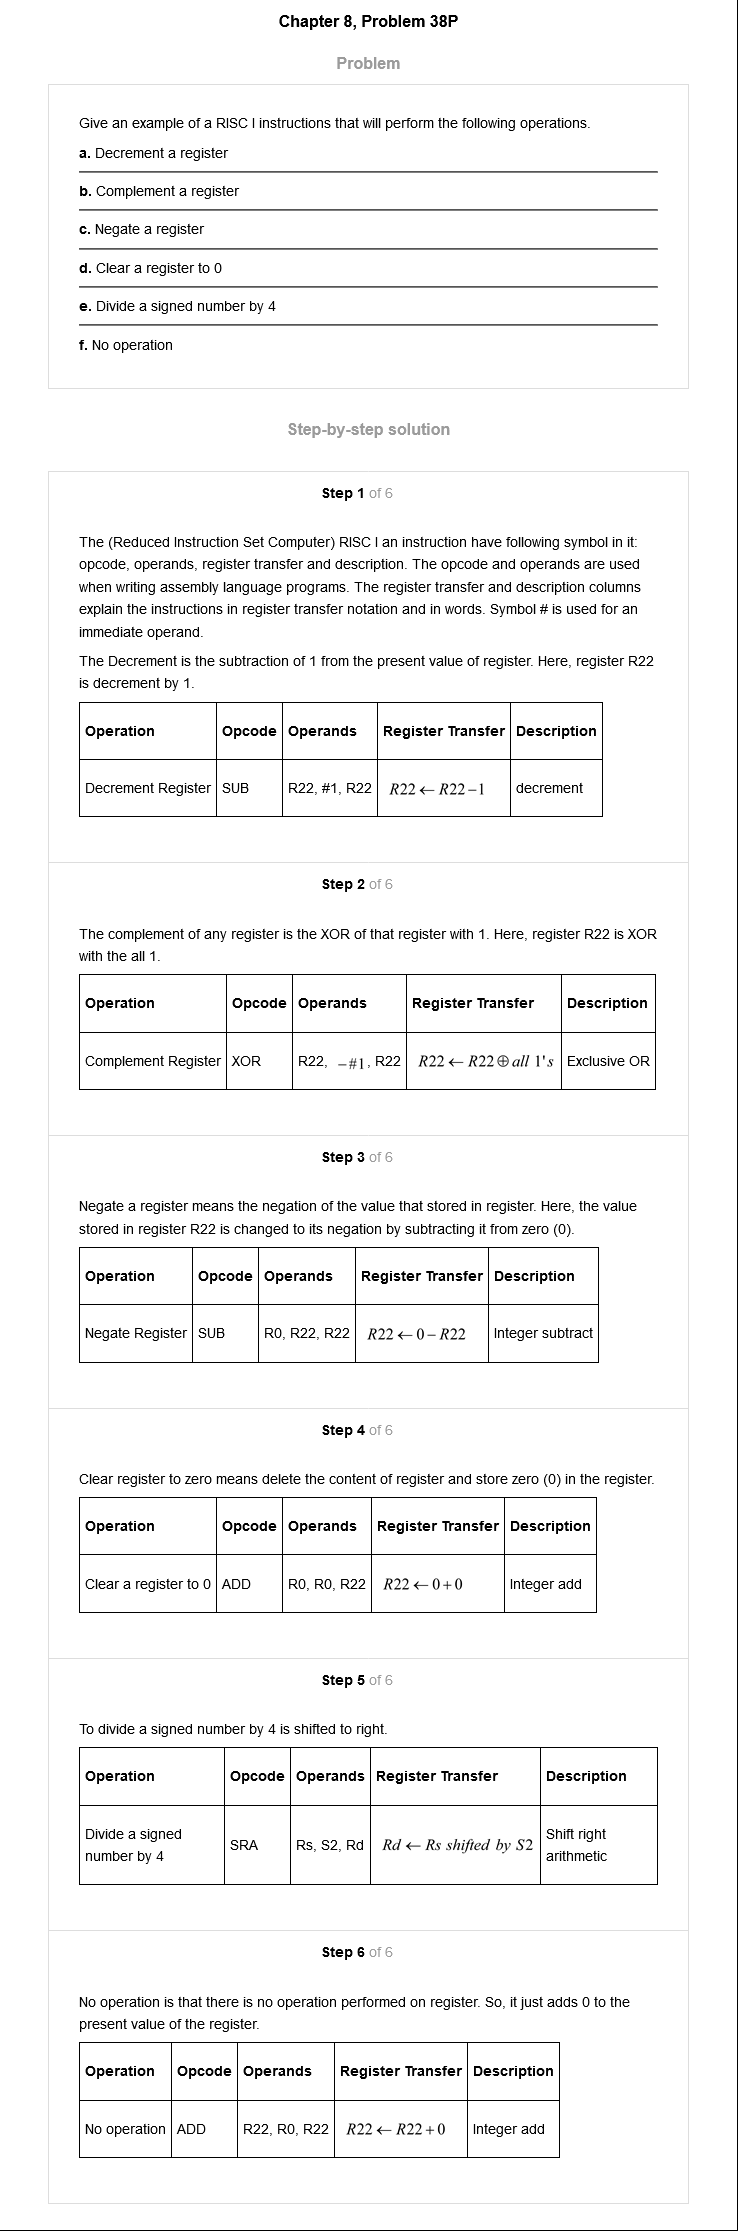 Chapter 8, Problem 38P
Problem
Give an example of a RISC I instructions that will perform the following operations.
a. Decrement a register
b. Complement a register
c. Negate a register
d. Clear a register to 0
e. Divide a signed number by 4
f. No operation
Step-by-step solution
Step 1 of 6
The (Reduced Instruction Set Computer) RISC I an instruction have following symbol in it:
opcode, operands, register transfer and description. The opcode and operands are used
when writing assembly language programs. The register transfer and description columns
explain the instructions in register transfer notation and in words. Symbol # is used for an
immediate operand.
The Decrement is the subtraction of 1 from the present value of register. Here, register R22
is decrement by 1.
Operation Opcode Operands Register Transfer Description
Decrement Register SUB R22, #1, R22 R22 ← R22 − 1 decrement
Step 2 of 6
The complement of any register is the XOR of that register with 1. Here, register R22 is XOR
with the all 1.
Operation Opcode Operands Register Transfer Description
Complement Register XOR R22, −#1, R22 R22 ← R22 ⊕ all 1's Exclusive OR
Step 3 of 6
Negate a register means the negation of the value that stored in register. Here, the value
stored in register R22 is changed to its negation by subtracting it from zero (0).
Operation Opcode Operands Register Transfer Description
Negate Register SUB R0, R22, R22 R22 ← 0 − R22 Integer subtract
Step 4 of 6
Clear register to zero means delete the content of register and store zero (0) in the register.
Operation Opcode Operands Register Transfer Description
Clear a register to 0 ADD R0, R0, R22 R22 ← 0 + 0 Integer add
Step 5 of 6
To divide a signed number by 4 is shifted to right.
Operation Opcode Operands Register Transfer Description
Divide a signed
number by 4 SRA Rs, S2, Rd Rd ← Rs shifted by S2 Shift right
arithmetic
Step 6 of 6
No operation is that there is no operation performed on register. So, it just adds 0 to the
present value of the register.
Operation Opcode Operands Register Transfer Description
No operation ADD R22, R0, R22 R22 ← R22 + 0 Integer add